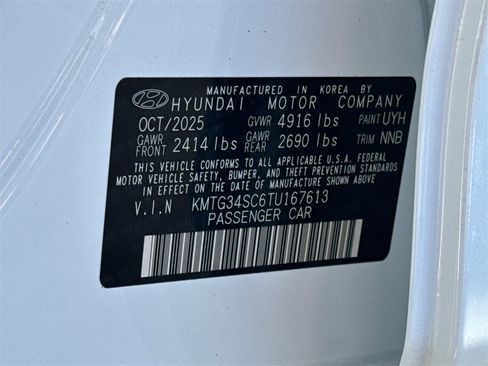 MANUFACTURED IN KOREA BY
HYUNDAI MOTOR COMPANY
OCT/2025 GVWR 4916 lbs PAINT UYH
GAWR FRONT 2414 lbs GAWR REAR 2690 lbs TRIM NNB
THIS VEHICLE CONFORMS TO ALL APPLICABLE U.S.A. FEDERAL
MOTOR VEHICLE SAFETY, BUMPER, AND THEFT PREVENTION
STANDARDS IN EFFECT ON THE DATE OF MANUFACTURE SHOWN ABOVE.
V.I.N KMTG34SC6TU167613
PASSENGER CAR